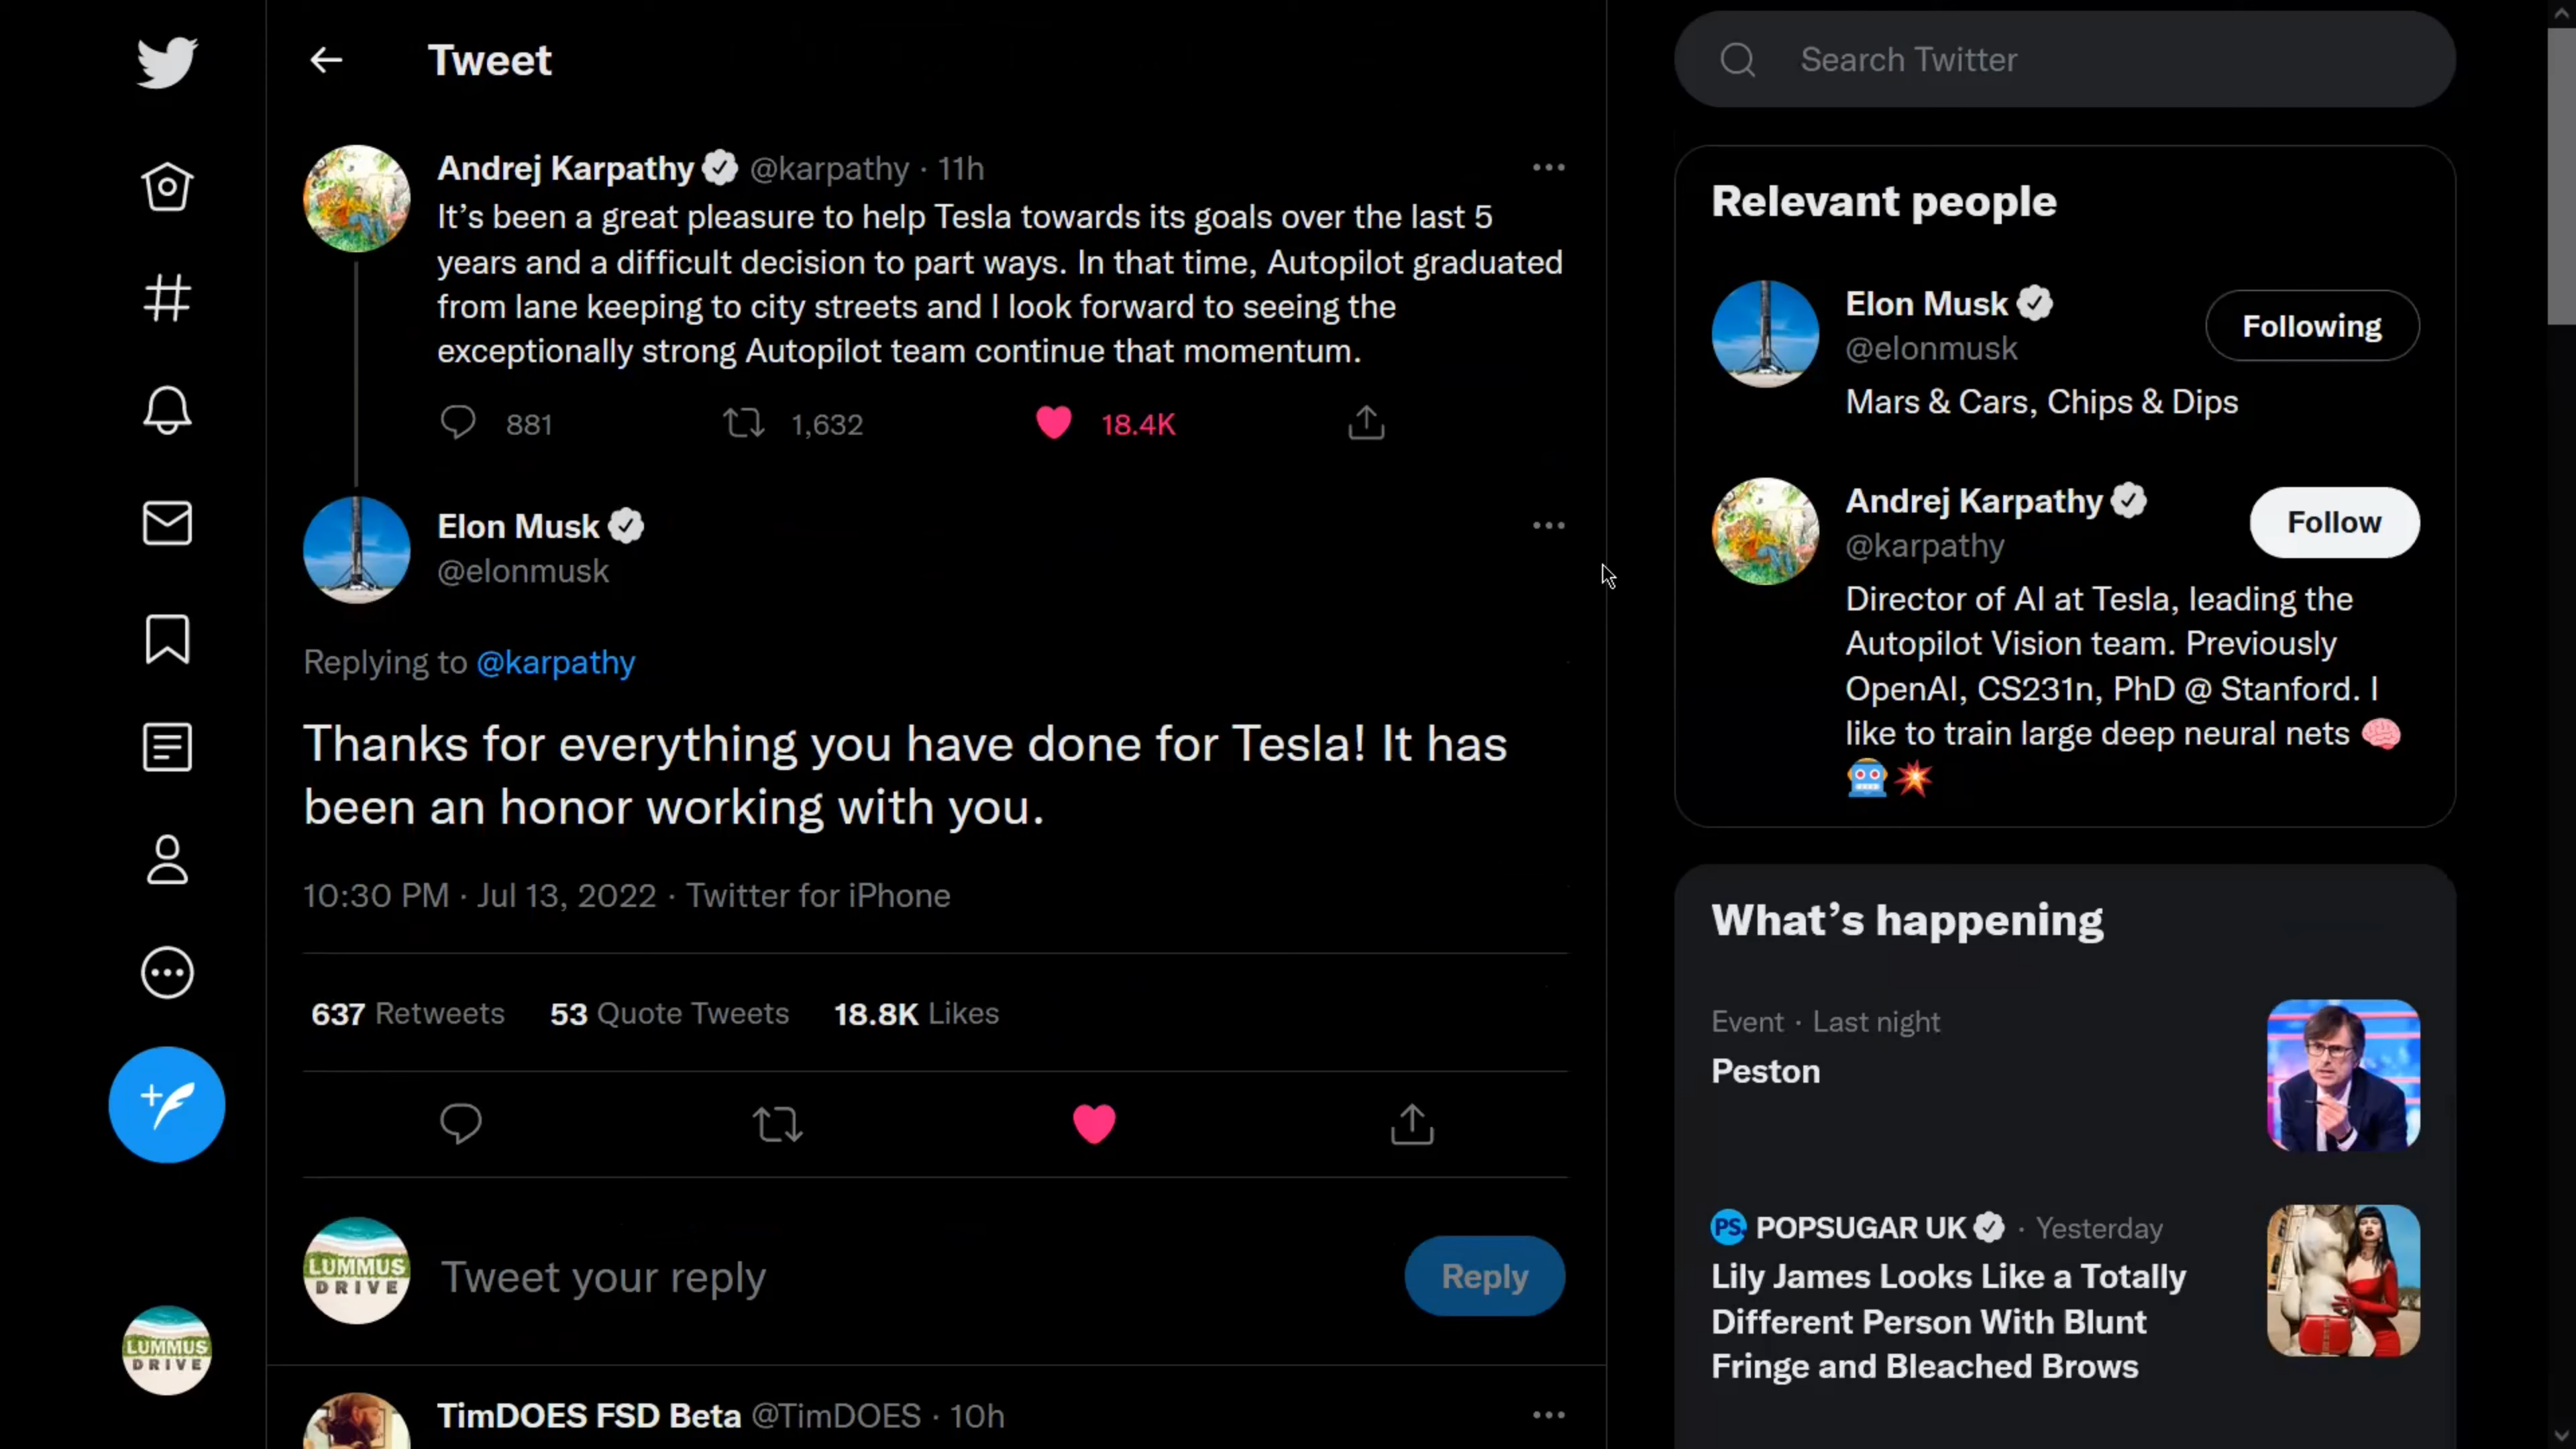 Tweet
Andrej Karpathy @karpathy · 11h
It's been a great pleasure to help Tesla towards its goals over the last 5
years and a difficult decision to part ways. In that time, Autopilot graduated
from lane keeping to city streets and I look forward to seeing the
exceptionally strong Autopilot team continue that momentum.
881 1,632 18.4K
Elon Musk
@elonmusk
Replying to @karpathy
Thanks for everything you have done for Tesla! It has
been an honor working with you.
10:30 PM · Jul 13, 2022 · Twitter for iPhone
637 Retweets 53 Quote Tweets 18.8K Likes
LUMMUS
DRIVE
Tweet your reply
Reply
TimDOES FSD Beta @TimDOES · 10h
LUMMUS
DRIVE
Search Twitter
Relevant people
Elon Musk
@elonmusk
Following
Mars & Cars, Chips & Dips
Andrej Karpathy
@karpathy
Follow
Director of AI at Tesla, leading the
Autopilot Vision team. Previously
OpenAI, CS231n, PhD @ Stanford. I
like to train large deep neural nets 🧠
🤖💥
What's happening
Event · Last night
Peston
PS POPSUGAR UK · Yesterday
Lily James Looks Like a Totally
Different Person With Blunt
Fringe and Bleached Brows